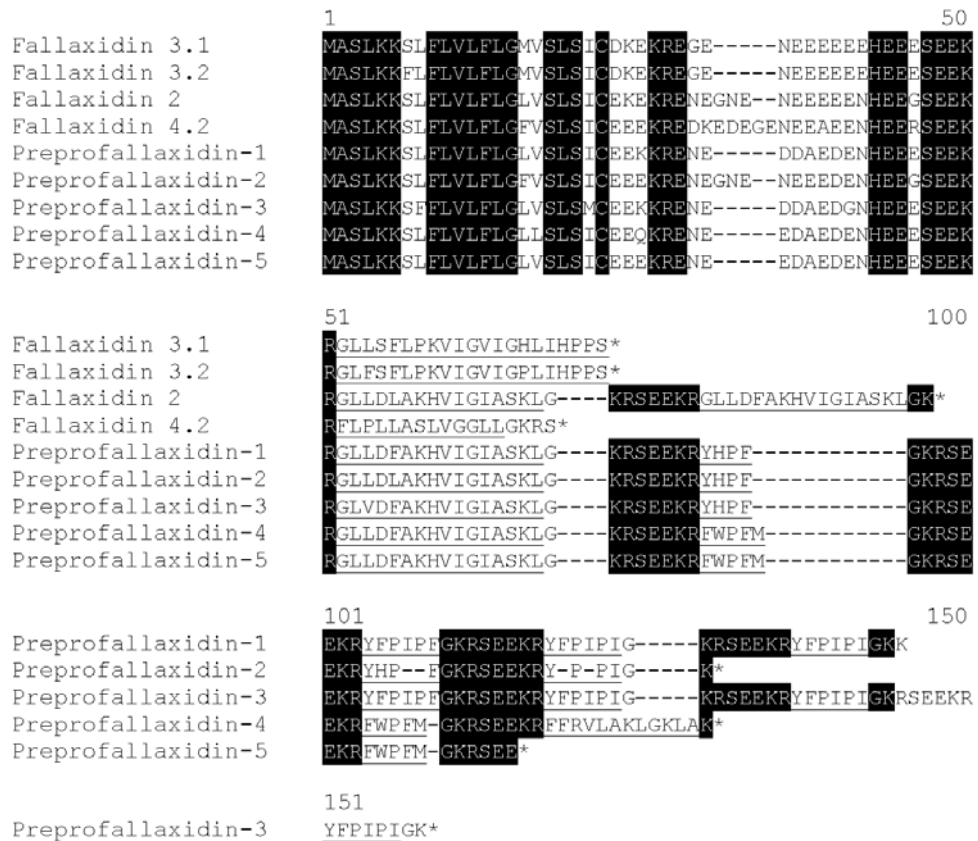 1 50
Fallaxidin 3.1 MASLKKSLFLVLFLGMVSLSICDKEKREGE-----NEEEEEEHEEESEEK
Fallaxidin 3.2 MASLKKFLFLVLFLGMVSLSICDKEKREGE-----NEEEEEEHEEESEEK
Fallaxidin 2 MASLKKSLFLVLFLGLVSLSICEKEKRENEGNE--NEEEEENHEEGSEEK
Fallaxidin 4.2 MASLKKSLFLVLFLGFVSLSICEEEKREDKEDEGENEEAEENHEERSEEK
Preprofallaxidin-1 MASLKKSLFLVLFLGLVSLSICEEKKRENE-----DDAEDENHEEESEEK
Preprofallaxidin-2 MASLKKSLFLVLFLGFVSLSICEEEKRENEGNE--NEEEDENHEEGSEEK
Preprofallaxidin-3 MASLKKSFFLVLFLGLVSLSMCEEKKRENE-----DDAEDGNHEEESEEK
Preprofallaxidin-4 MASLKKSLFLVLFLGLLSLSICEEQKRENE-----EDAEDENHEEESEEK
Preprofallaxidin-5 MASLKKSLFLVLFLGLVSLSICEEEKRENE-----EDAEDENHEEESEEK
51 100
Fallaxidin 3.1 RGLLSFLPKVIGVIGHLIHPPS*
Fallaxidin 3.2 RGLFSFLPKVIGVIGPLIHPPS*
Fallaxidin 2 RGLLDLAKHVIGIASKLG----KRSEEKRGLLDFAKHVIGIASKLGK*
Fallaxidin 4.2 RFLPLLASLVGGLLGKRS*
Preprofallaxidin-1 RGLLDFAKHVIGIASKLG----KRSEEKRYHPF------------GKRSE
Preprofallaxidin-2 RGLLDLAKHVIGIASKLG----KRSEEKRYHPF------------GKRSE
Preprofallaxidin-3 RGLVDFAKHVIGIASKLG----KRSEEKRYHPF------------GKRSE
Preprofallaxidin-4 RGLLDFAKHVIGIASKLG----KRSEEKRFWPFM-----------GKRSE
Preprofallaxidin-5 RGLLDFAKHVIGIASKLG----KRSEEKRFWPFM-----------GKRSE
101 150
Preprofallaxidin-1 EKRYFPIPFGKRSEEKRYFPIPIG-----KRSEEKRYFPIPIGKK
Preprofallaxidin-2 EKRYHP--FGKRSEEKRY-P-PIG-----K*
Preprofallaxidin-3 EKRYFPIPFGKRSEEKRYFPIPIG-----KRSEEKRYFPIPIGKRSEEKR
Preprofallaxidin-4 EKRFWPFM-GKRSEEKRFFRVLAKLGKLAK*
Preprofallaxidin-5 EKRFWPFM-GKRSEE*
151
Preprofallaxidin-3 YFPIPIGK*